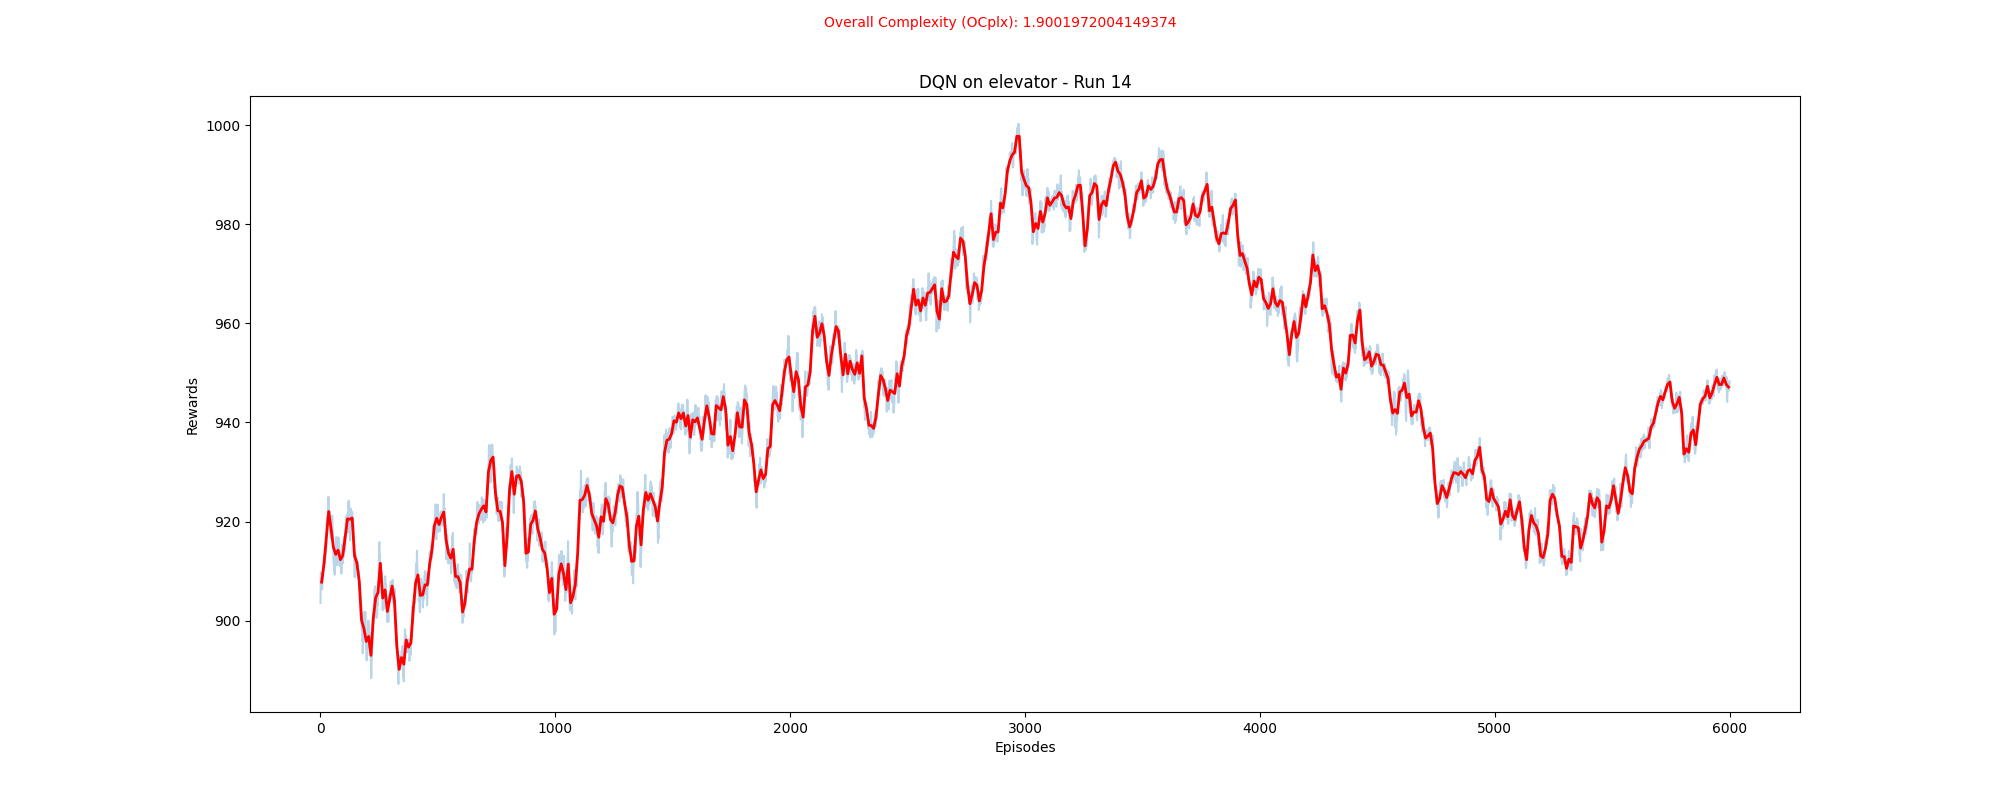 Overall Complexity (OCplx): 1.9001972004149374
DQN on elevator - Run 14
1000
980
960
940
920
900
Rewards
0 1000 2000 3000 4000 5000 6000
Episodes